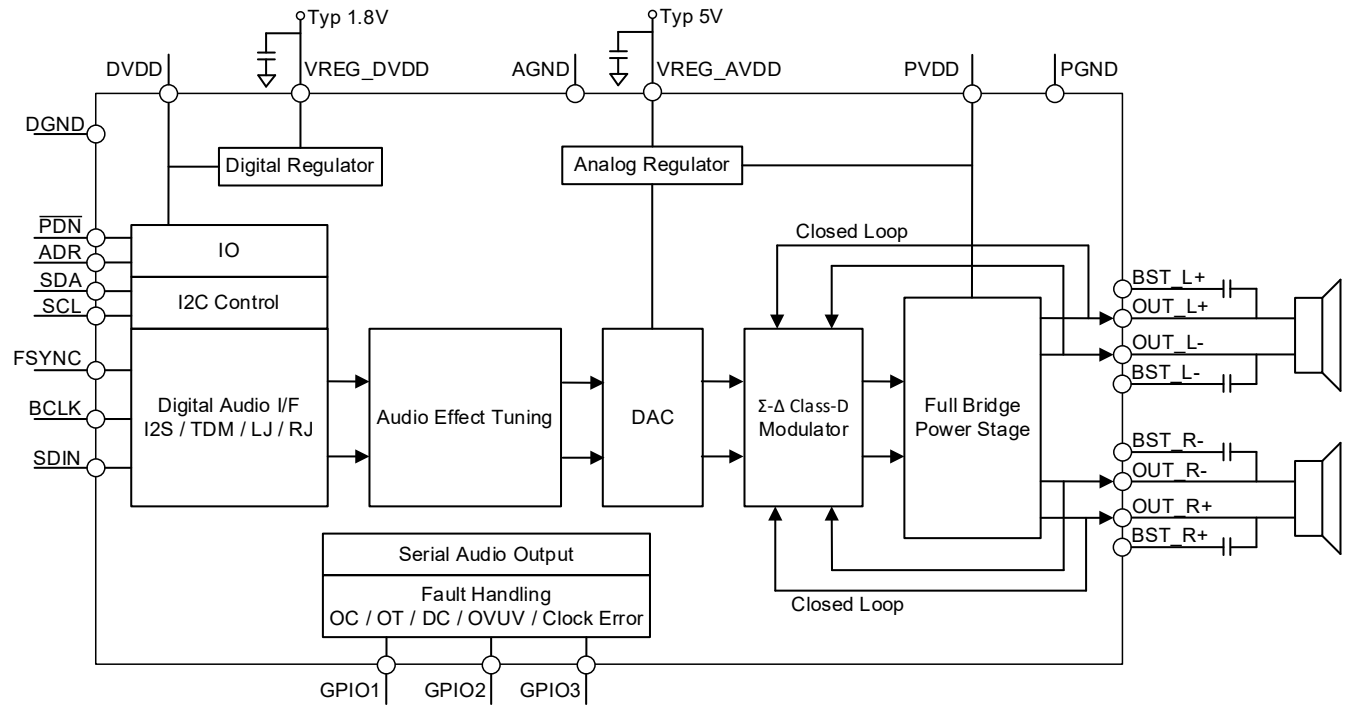 Typ 1.8V
Typ 5V
DVDD
VREG_DVDD
AGND
VREG_AVDD
PVDD
PGND
DGND
Digital Regulator
Analog Regulator
PDN
ADR
SDA
SCL
FSYNC
BCLK
SDIN
IO
I2C Control
Digital Audio I/F
I2S / TDM / LJ / RJ
Audio Effect Tuning
DAC
Closed Loop
Σ-Δ Class-D
Modulator
Full Bridge
Power Stage
BST_L+
OUT_L+
OUT_L-
BST_L-
BST_R-
OUT_R-
OUT_R+
BST_R+
Closed Loop
Serial Audio Output
Fault Handling
OC / OT / DC / OVUV / Clock Error
GPIO1
GPIO2
GPIO3